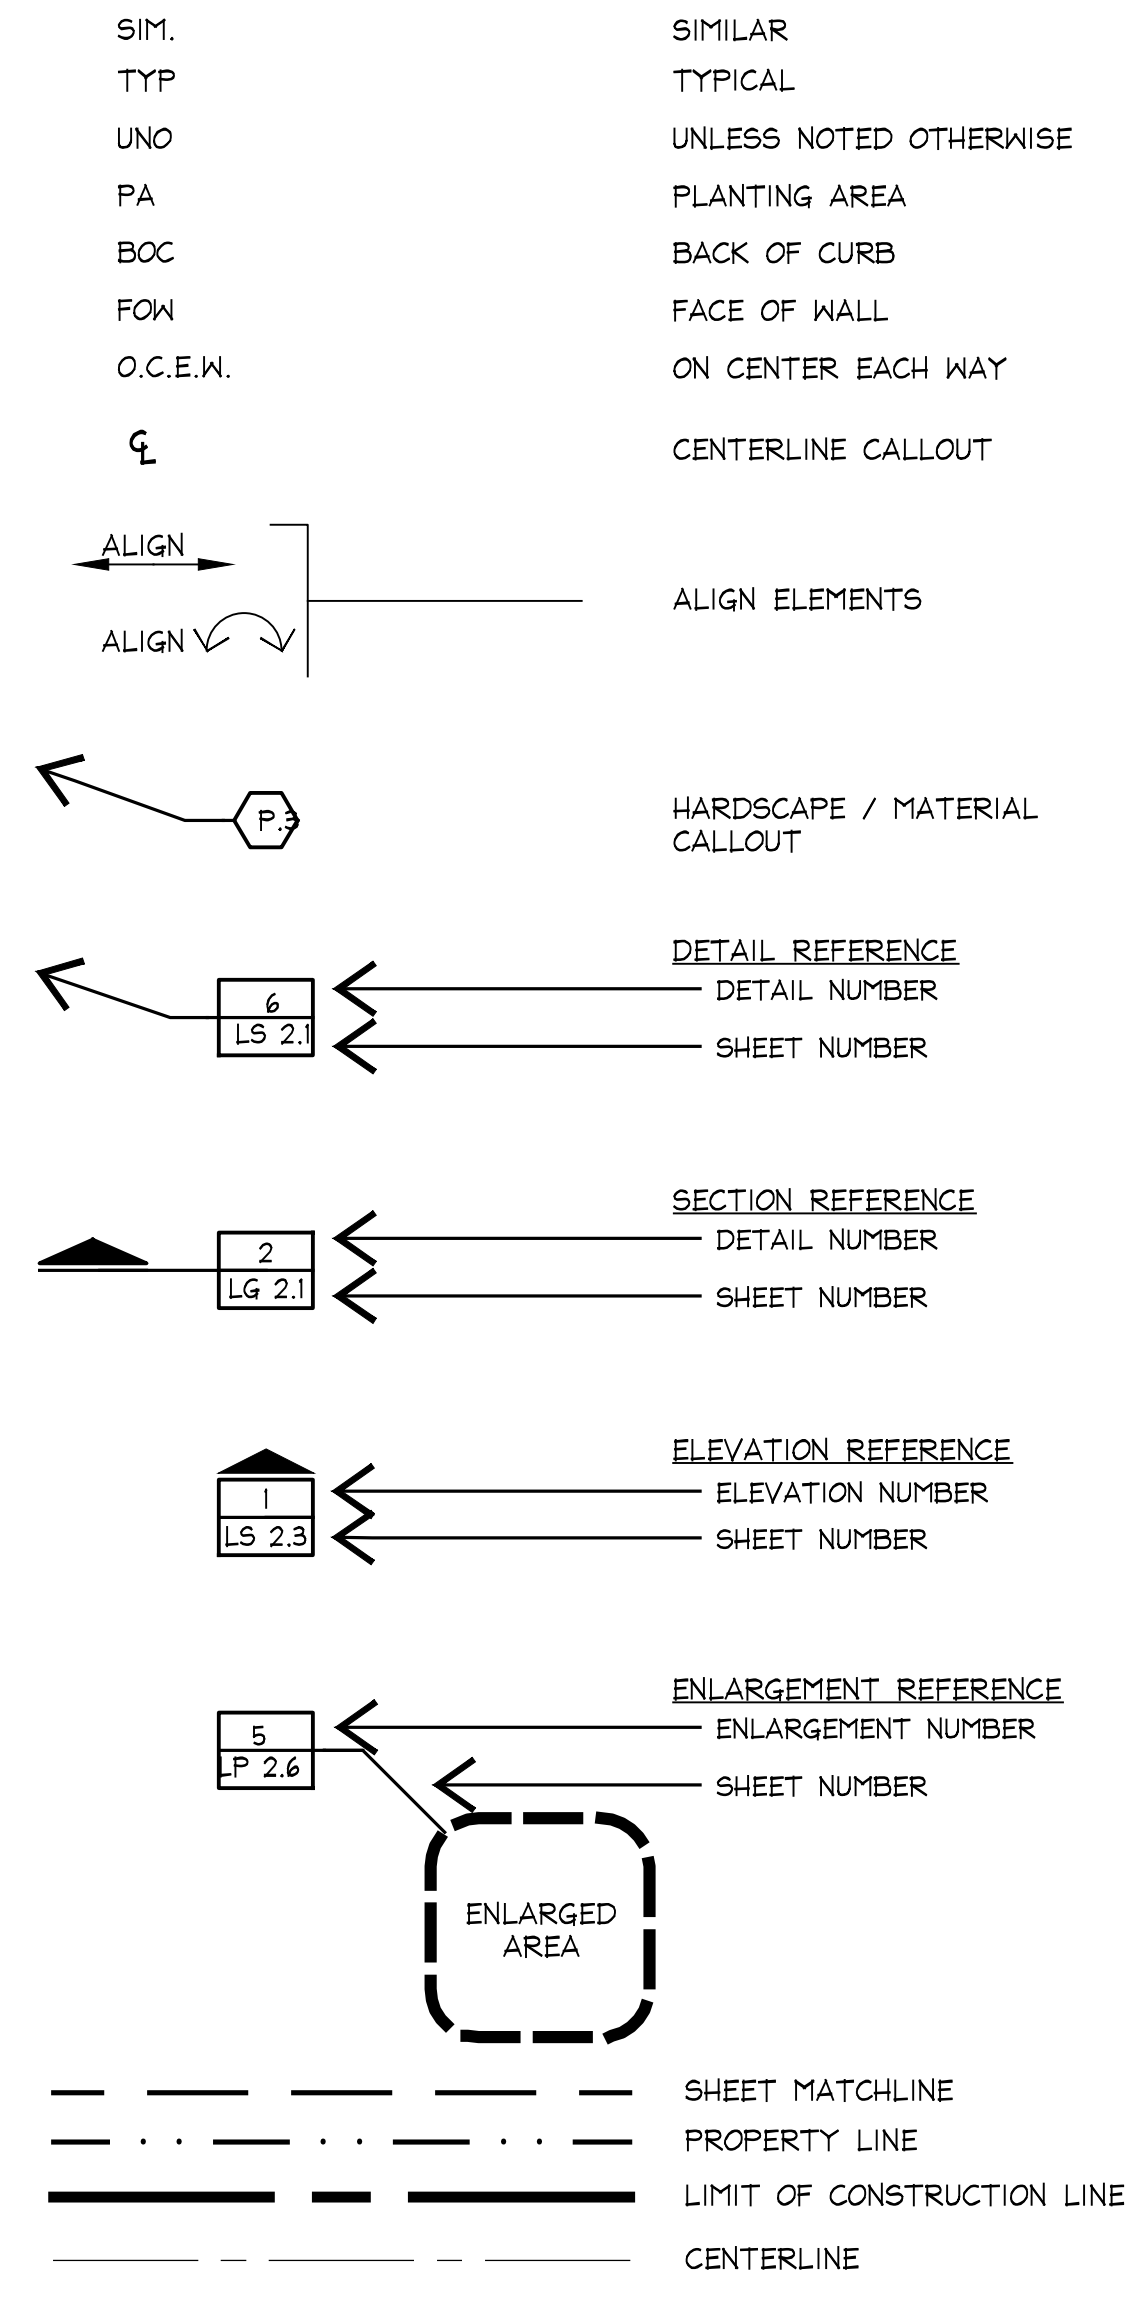 SIM. SIMILAR
TYP TYPICAL
UNO UNLESS NOTED OTHERWISE
PA PLANTING AREA
BOC BACK OF CURB
FOW FACE OF WALL
O.C.E.W. ON CENTER EACH WAY
℄ CENTERLINE CALLOUT
ALIGN
ALIGN ELEMENTS
ALIGN
P.3 HARDSCAPE / MATERIAL
CALLOUT
DETAIL REFERENCE
6 DETAIL NUMBER
LS 2.1 SHEET NUMBER
SECTION REFERENCE
2 DETAIL NUMBER
LG 2.1 SHEET NUMBER
ELEVATION REFERENCE
1 ELEVATION NUMBER
LS 2.3 SHEET NUMBER
ENLARGEMENT REFERENCE
5 ENLARGEMENT NUMBER
LP 2.6 SHEET NUMBER
ENLARGED
AREA
SHEET MATCHLINE
PROPERTY LINE
LIMIT OF CONSTRUCTION LINE
CENTERLINE